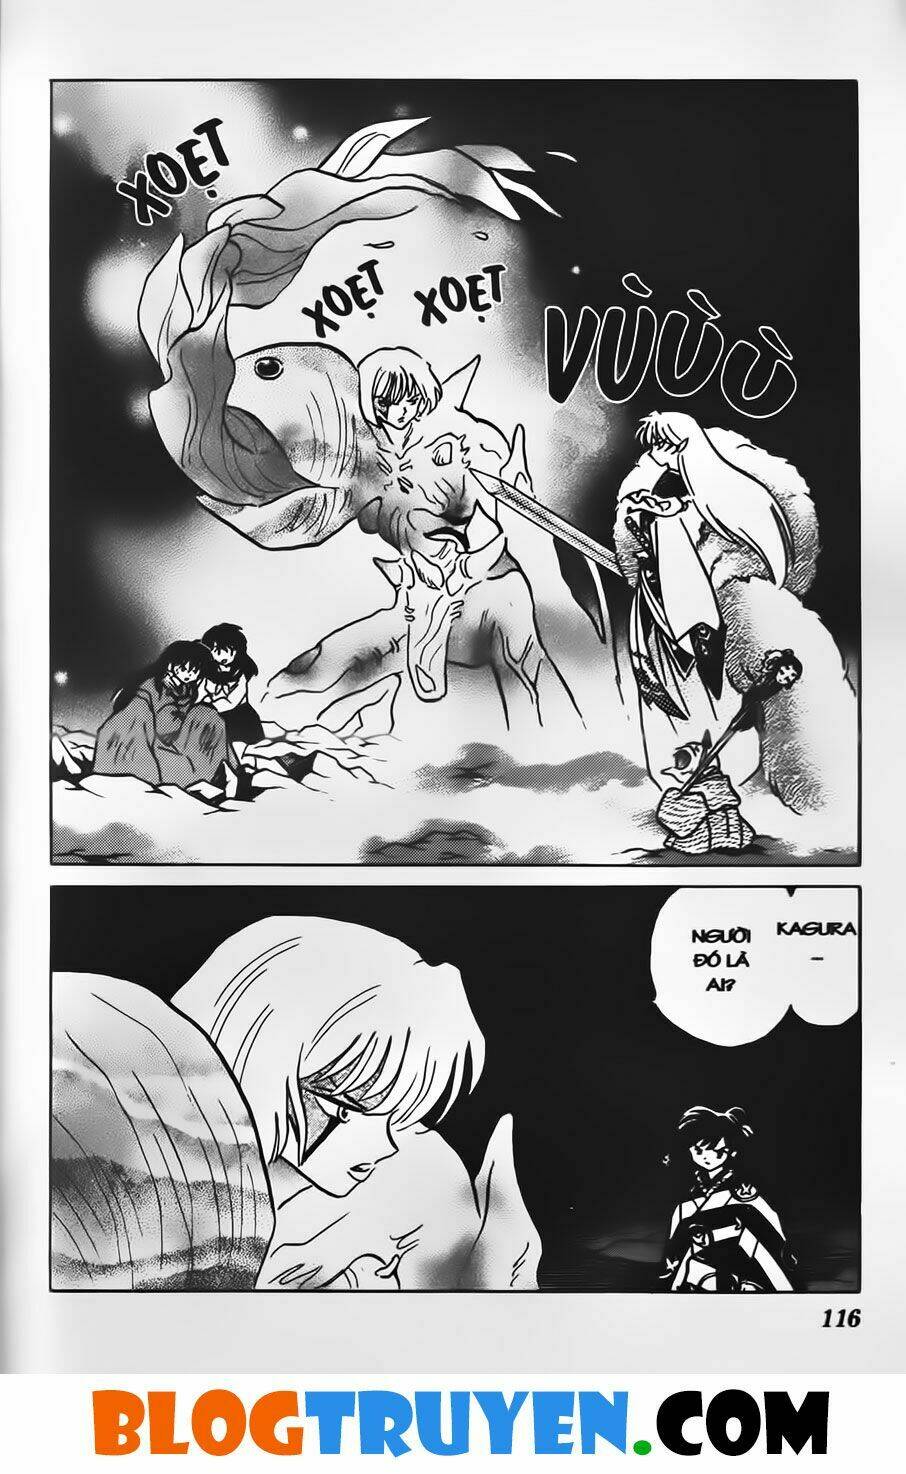 XOẸT
XOẸT
XOẸT
VÙÙÙ
KAGURA
–
NGƯỜI
ĐÓ LÀ
AI?
116
BLOGTRUYEN.COM